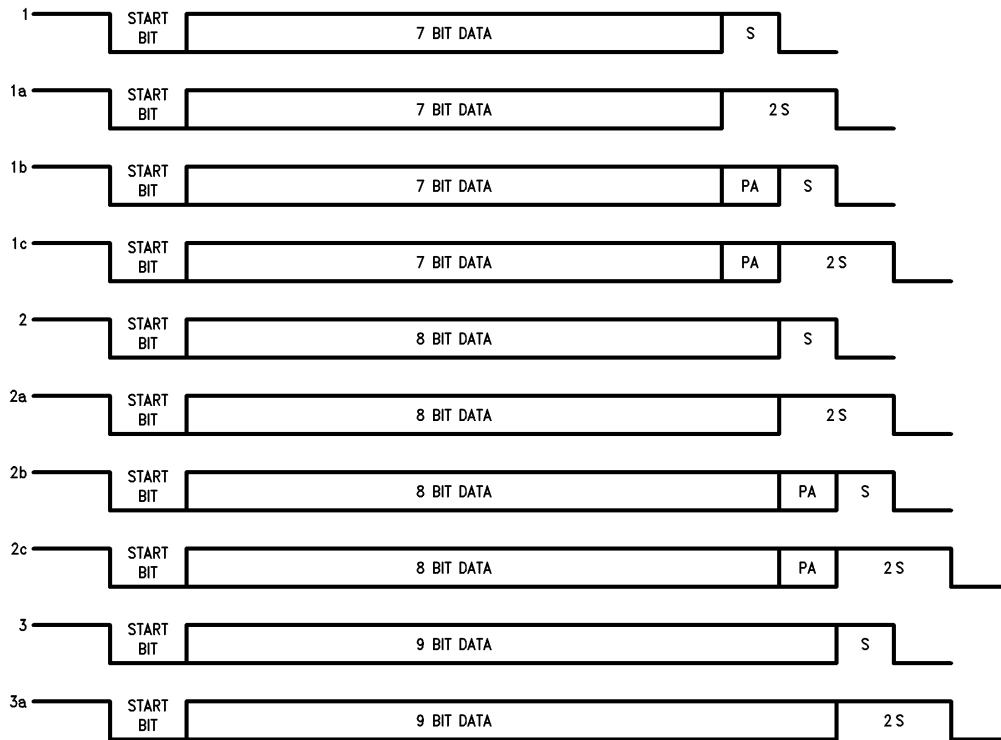 1 START BIT 7 BIT DATA S
1a START BIT 7 BIT DATA 2 S
1b START BIT 7 BIT DATA PA S
1c START BIT 7 BIT DATA PA 2 S
2 START BIT 8 BIT DATA S
2a START BIT 8 BIT DATA 2 S
2b START BIT 8 BIT DATA PA S
2c START BIT 8 BIT DATA PA 2 S
3 START BIT 9 BIT DATA S
3a START BIT 9 BIT DATA 2 S